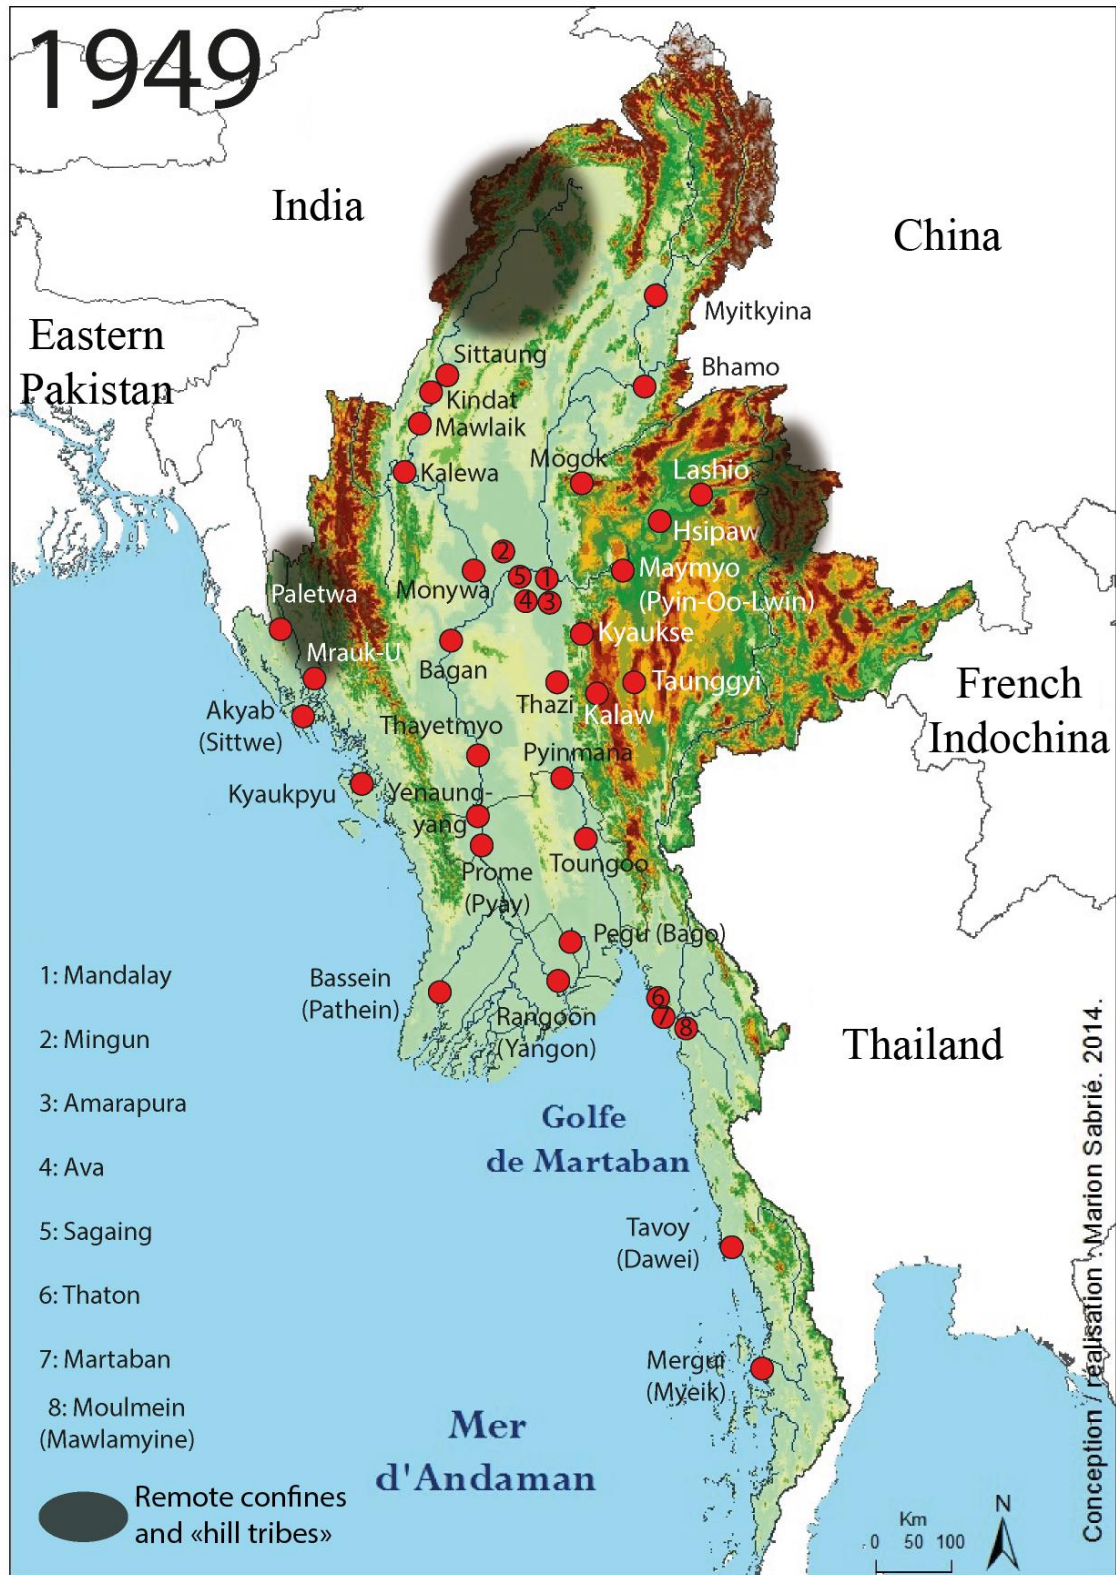 1949
India
China
Eastern
Pakistan
Myitkyina
Sittaung
Bhamo
Kindat
Mawlaik
Mogok
Lashio
Kalewa
Hsipaw
2
5
1
Monywa
Maymyo
(Pyin-Oo-Lwin)
4
3
Paletwa
Kyaukse
Mrauk-U
Bagan
Thazi
Taunggyi
Kalaw
French
Indochina
Akyab
(Sittwe)
Thayetmyo
Pyinmana
Kyaukpyu
Yenaung-
yang
Toungoo
Prome
(Pyay)
Pegu (Bago)
Bassein
(Pathein)
Rangoon
(Yangon)
6
7
8
Thailand
Golfe
de Martaban
Tavoy
(Dawei)
Mergui
(Myeik)
Mer
d'Andaman
1: Mandalay
2: Mingun
3: Amarapura
4: Ava
5: Sagaing
6: Thaton
7: Martaban
8: Moulmein
(Mawlamyine)
Remote confines
and «hill tribes»
Km
0 50 100
N
Conception / réalisation : Marion Sabrié. 2014.